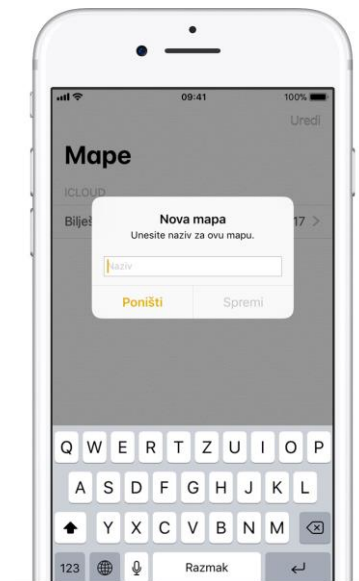 09:41 100%
Uredi
Mape
ICLOUD
Nova mapa
17
Unesite naziv za ovu mapu.
Naziv
Poništi Spremi
Q W E R T Z U I O P
A S D F G H J K L
Y X C V B N M
123 Razmak